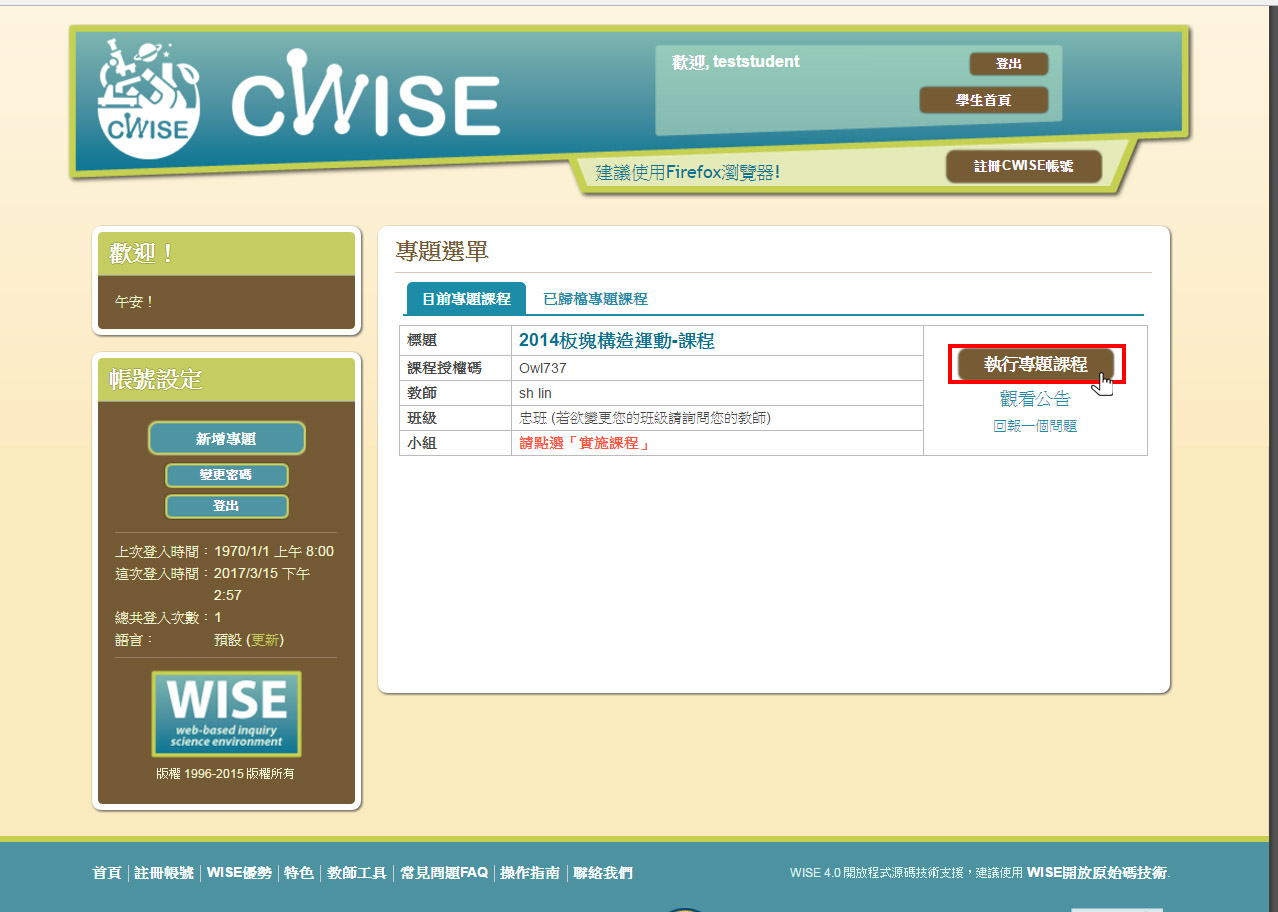 CWISE
CWISE
歡迎, teststudent
登出
學生首頁
建議使用Firefox瀏覽器!
註冊CWISE帳號
歡迎！
午安！
帳號設定
新增專題
變更密碼
登出
上次登入時間：1970/1/1 上午 8:00
這次登入時間：2017/3/15 下午
2:57
總共登入次數：1
語言： 預設 (更新)
WISE
web-based inquiry
science environment
版權 1996-2015 版權所有
專題選單
目前專題課程 已歸檔專題課程
標題 2014板塊構造運動-課程
課程授權碼 Owl737
教師 sh lin
班級 忠班 (若欲變更您的班級請詢問您的教師)
小組 請點選「實施課程」
執行專題課程
觀看公告
回報一個問題
首頁 註冊帳號 WISE優勢 特色 教師工具 常見問題FAQ 操作指南 聯絡我們
WISE 4.0 開放程式源碼技術支援，建議使用 WISE開放原始碼技術.